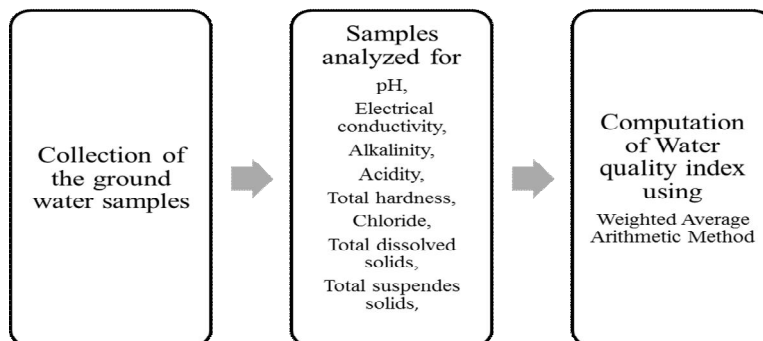 Collection of
the ground
water samples
Samples
analyzed for
pH,
Electrical
conductivity,
Alkalinity,
Acidity,
Total hardness,
Chloride,
Total dissolved
solids,
Total suspendes
solids,
Computation
of Water
quality index
using
Weighted Average
Arithmetic Method